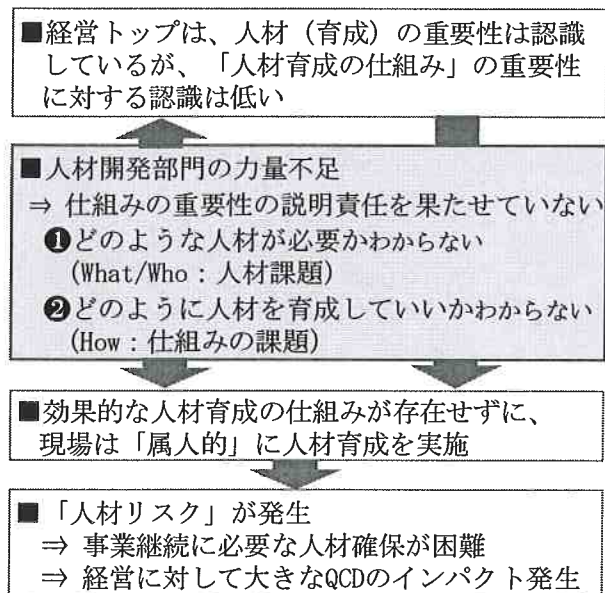 ■経営トップは、人材（育成）の重要性は認識
しているが、「人材育成の仕組み」の重要性
に対する認識は低い
■人材開発部門の力量不足
⇒ 仕組みの重要性の説明責任を果たせていない
❶どのような人材が必要かわからない
(What/Who：人材課題)
❷どのように人材を育成していいかわからない
(How：仕組みの課題)
■効果的な人材育成の仕組みが存在せずに、
現場は「属人的」に人材育成を実施
■「人材リスク」が発生
⇒ 事業継続に必要な人材確保が困難
⇒ 経営に対して大きなQCDのインパクト発生